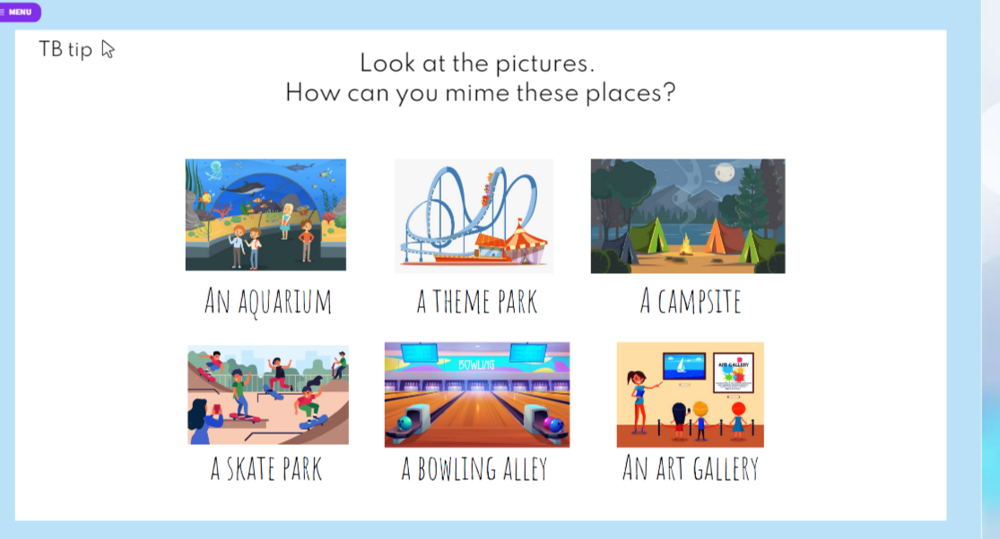 MENU
TB tip
Look at the pictures.
How can you mime these places?
AN AQUARIUM
A THEME PARK
A CAMPSITE
BOWLING
ART GALLERY
A SKATE PARK
A BOWLING ALLEY
AN ART GALLERY